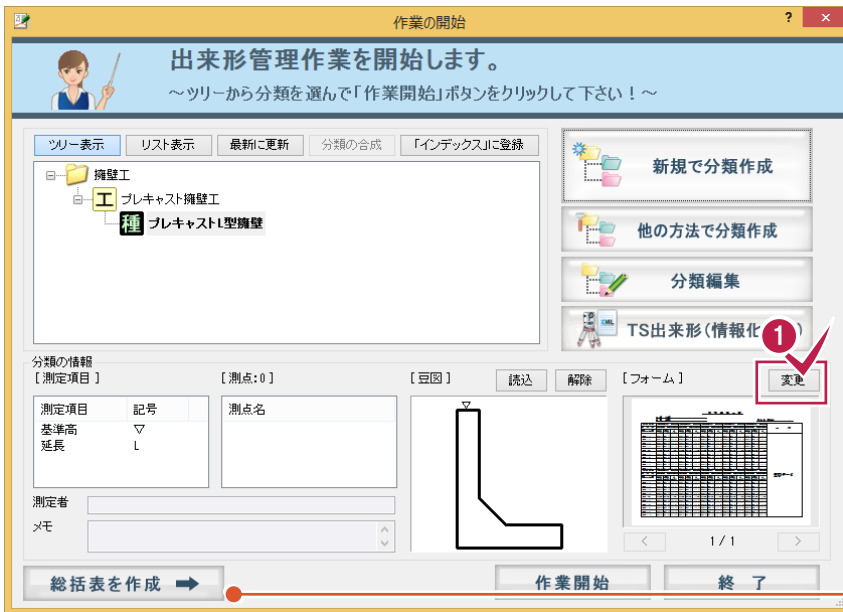 作業の開始
? ×
出来形管理作業を開始します。
～ツリーから分類を選んで「作業開始」ボタンをクリックして下さい！～
ツリー表示 リスト表示 最新に更新 分類の合成 「インデックス」に登録
擁壁工
工 プレキャスト擁壁工
種 プレキャストL型擁壁
新規で分類作成
他の方法で分類作成
分類編集
TS出来形(情報化 )
1
分類の情報
[測定項目] [測点:0] [豆図] 読込 解除 [フォーム] 変更
測定項目 記号 測点名
基準高 ▽
延長 L
測定者
メモ
< 1/1 >
総括表を作成 ➡ 作業開始 終 了